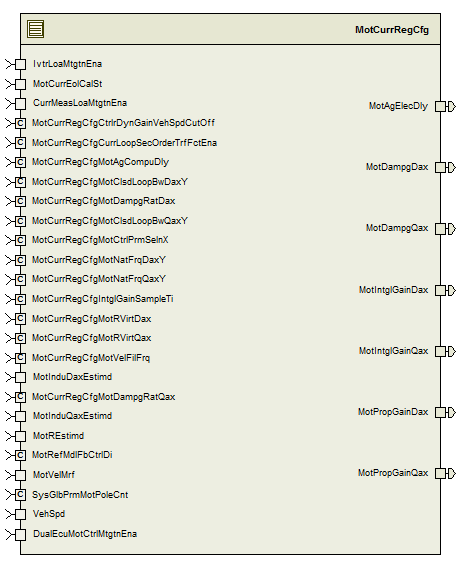 MotCurrRegCfg
IvtrLoaMtgtnEna
MotCurrEolCalSt
CurrMeasLoaMtgtnEna
C MotCurrRegCfgCtrlrDynGainVehSpdCutOff
C MotCurrRegCfgCurrLoopSecOrderTrfFctEna
C MotCurrRegCfgMotAgCompuDly
C MotCurrRegCfgMotClsdLoopBwDaxY
C MotCurrRegCfgMotDampgRatDax
C MotCurrRegCfgMotClsdLoopBwQaxY
C MotCurrRegCfgMotCtrlPrmSelnX
C MotCurrRegCfgMotNatFrqDaxY
C MotCurrRegCfgMotNatFrqQaxY
C MotCurrRegCfgIntglGainSampleTi
C MotCurrRegCfgMotRVirtDax
C MotCurrRegCfgMotRVirtQax
C MotCurrRegCfgMotVelFilFrq
MotInduDaxEstimd
C MotCurrRegCfgMotDampgRatQax
MotInduQaxEstimd
MotREstimd
C MotRefMdlFbCtrlDi
MotVelMrf
C SysGlbPrmMotPoleCnt
VehSpd
DualEcuMotCtrlMtgtnEna
MotAgElecDly
MotDampgDax
MotDampgQax
MotIntglGainDax
MotIntglGainQax
MotPropGainDax
MotPropGainQax